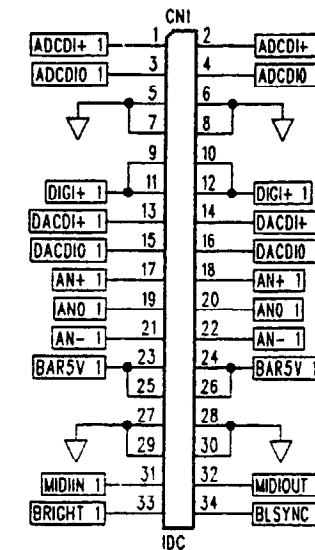 CN1
ADCDI+ 1 1 2 ADCDI+
ADCDI0 1 3 4 ADCDI0
5 6
7 8
9 10
DIGI+ 1 11 12 DIGI+ 1
DACDI+ 1 13 14 DACDI+
DACDI0 1 15 16 DACDI0
AN+ 1 17 18 AN+ 1
AN0 1 19 20 AN0 1
AN- 1 21 22 AN- 1
BAR5V 1 23 24 BAR5V 1
25 26
27 28
29 30
MIDIIN 1 31 32 MIDIOUT
BRIGHT 1 33 34 BLSYNC
IDC